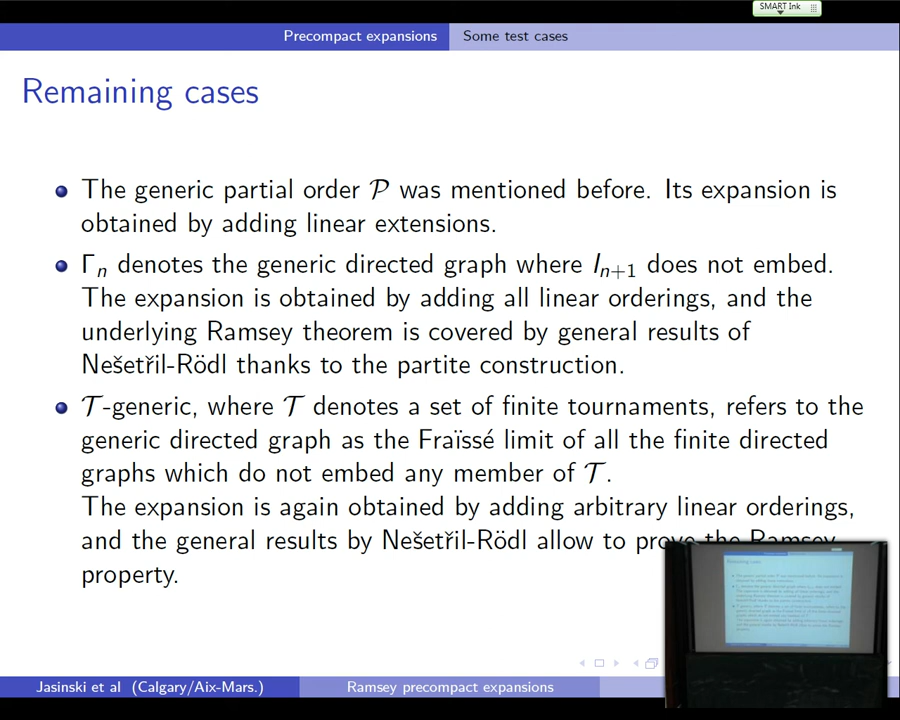 SMART Ink
Precompact expansions Some test cases
Remaining cases
The generic partial order 𝒫 was mentioned before. Its expansion is
obtained by adding linear extensions.
Γn denotes the generic directed graph where In+1 does not embed.
The expansion is obtained by adding all linear orderings, and the
underlying Ramsey theorem is covered by general results of
Nešetřil-Rödl thanks to the partite construction.
𝒯-generic, where 𝒯 denotes a set of finite tournaments, refers to the
generic directed graph as the Fraïssé limit of all the finite directed
graphs which do not embed any member of 𝒯.
The expansion is again obtained by adding arbitrary linear orderings,
and the general results by Nešetřil-Rödl allow to prove the Ramsey
property.
Jasinski et al (Calgary/Aix-Mars.) Ramsey precompact expansions